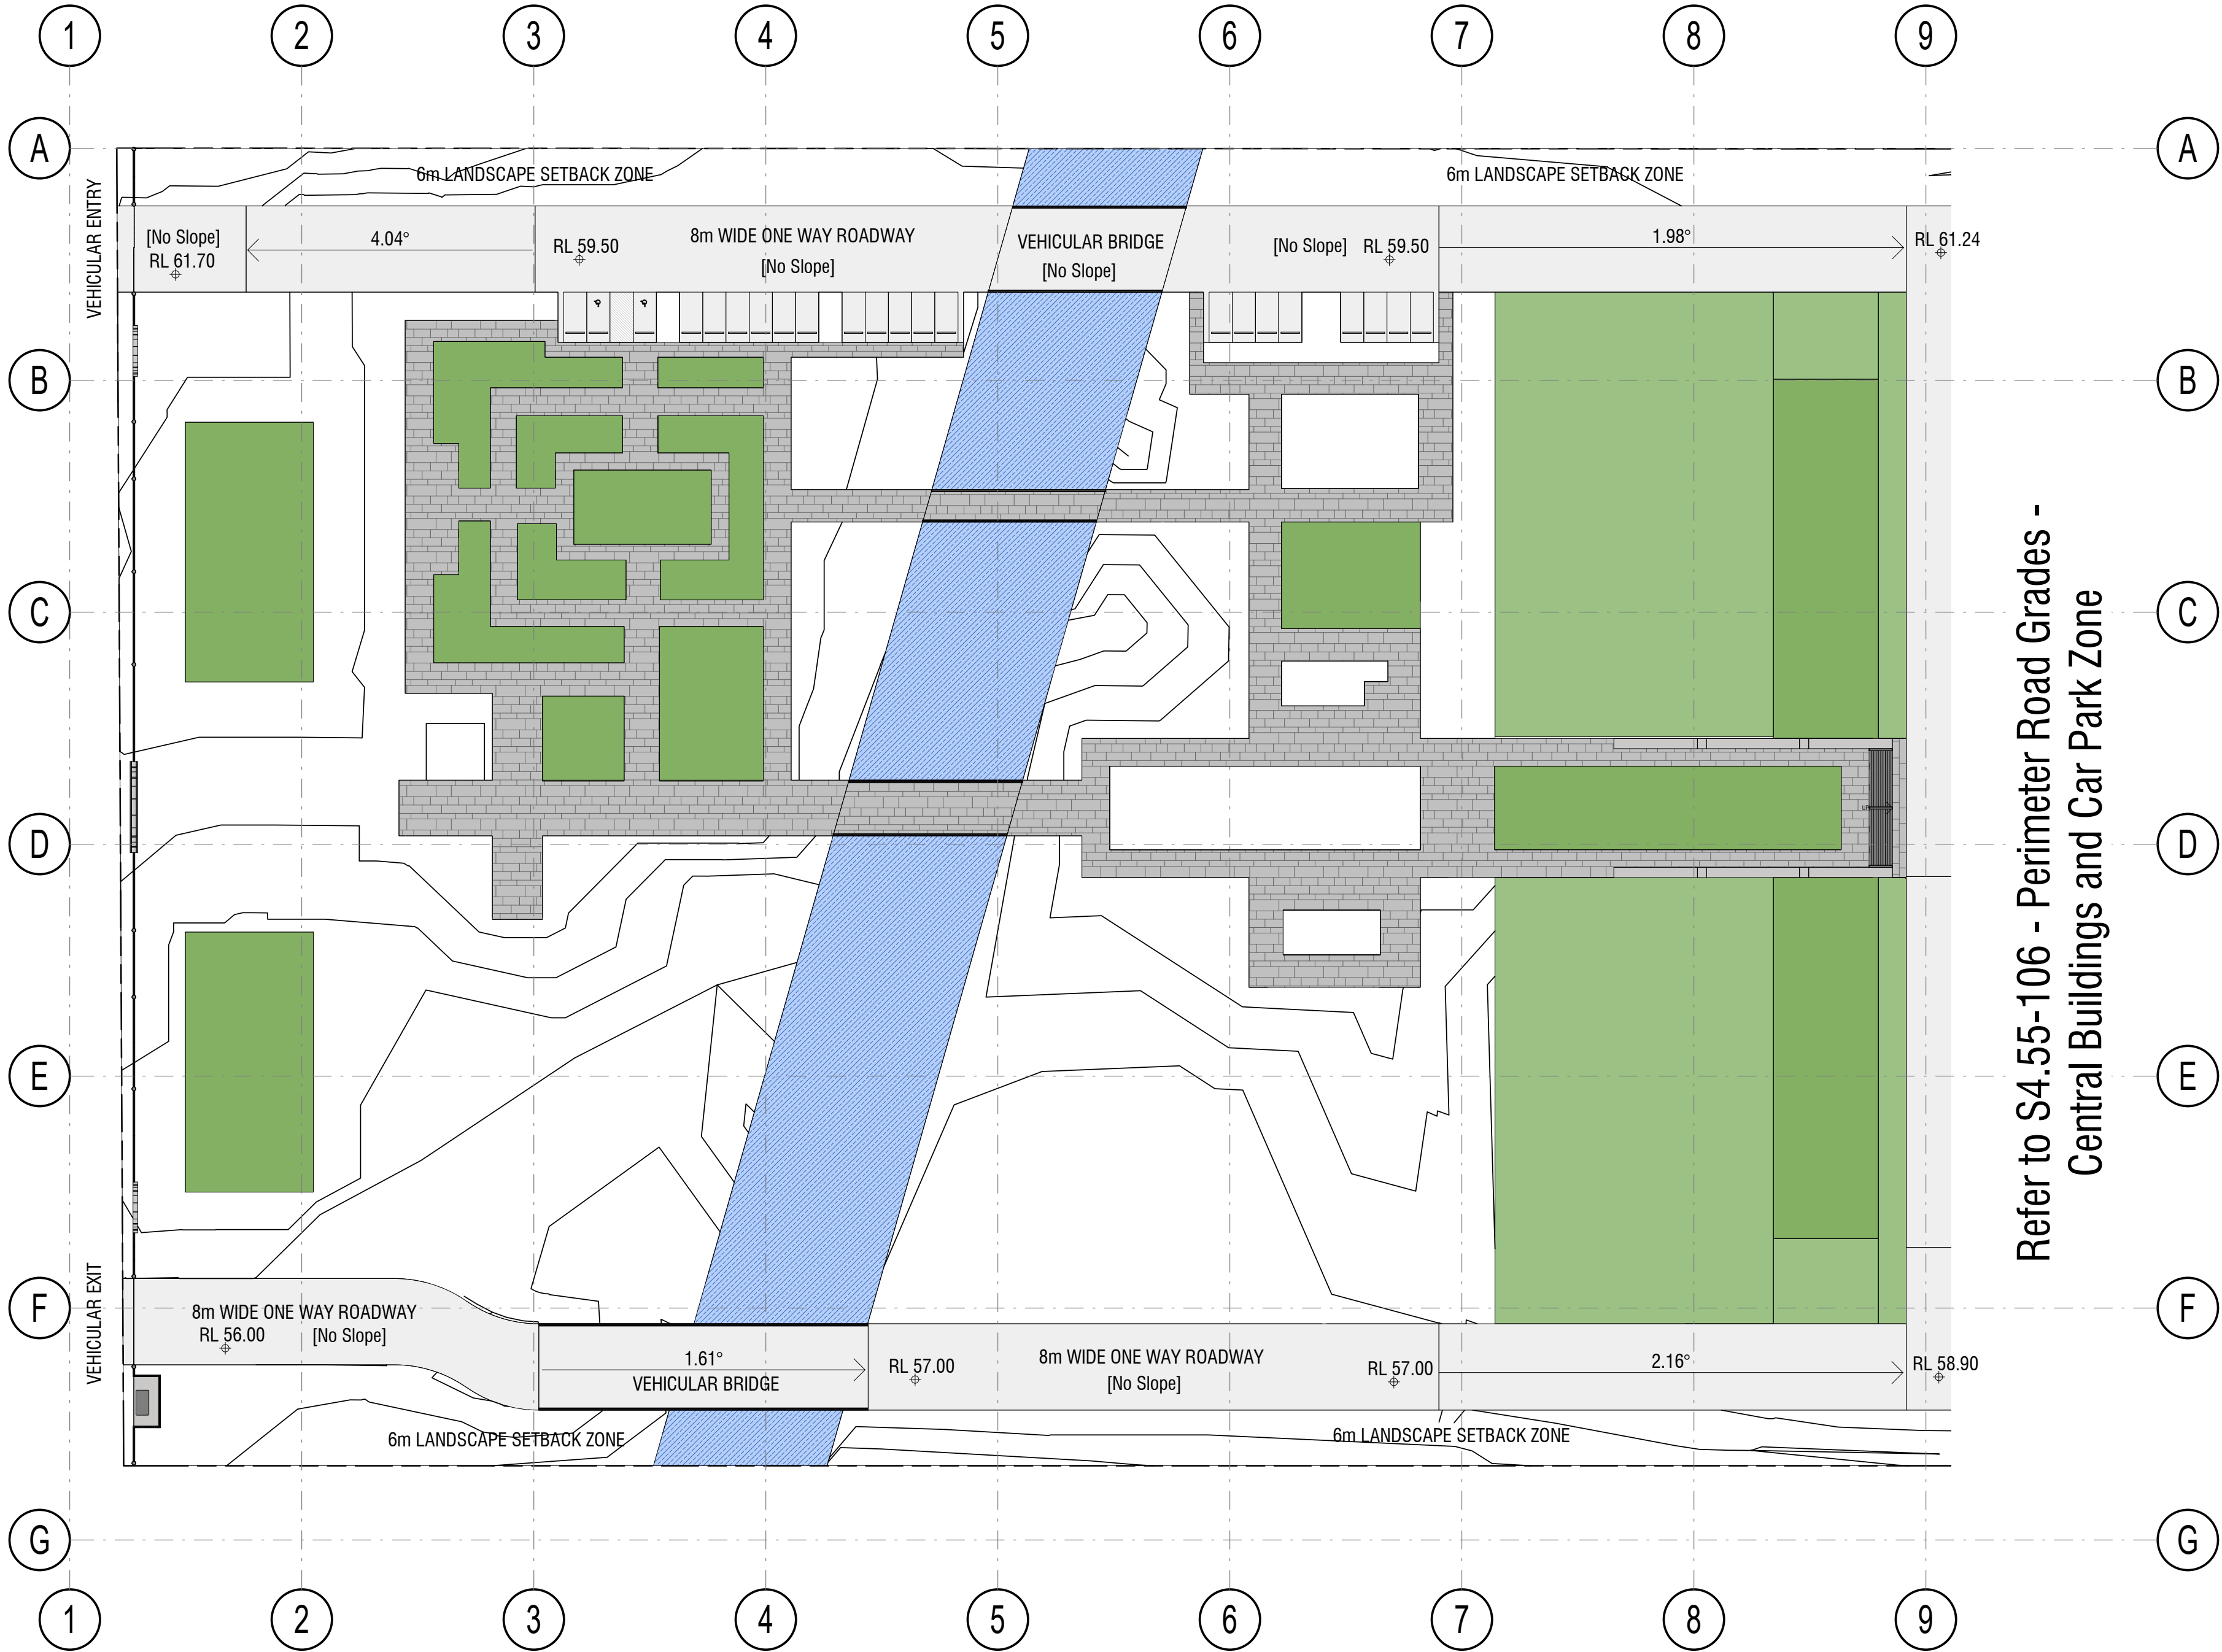 1 2 3 4 5 6 7 8 9
A A
6m LANDSCAPE SETBACK ZONE 6m LANDSCAPE SETBACK ZONE
VEHICULAR ENTRY
[No Slope] 4.04° 8m WIDE ONE WAY ROADWAY VEHICULAR BRIDGE [No Slope] RL 59.50 1.98° RL 61.24
RL 61.70 RL 59.50 [No Slope] [No Slope]
B B
C C
Refer to S4.55-106 - Perimeter Road Grades -
Central Buildings and Car Park Zone
D D
E E
VEHICULAR EXIT
F F
8m WIDE ONE WAY ROADWAY
RL 56.00 [No Slope]
1.61° RL 57.00 8m WIDE ONE WAY ROADWAY RL 57.00 2.16° RL 58.90
VEHICULAR BRIDGE [No Slope]
6m LANDSCAPE SETBACK ZONE 6m LANDSCAPE SETBACK ZONE
G G
1 2 3 4 5 6 7 8 9